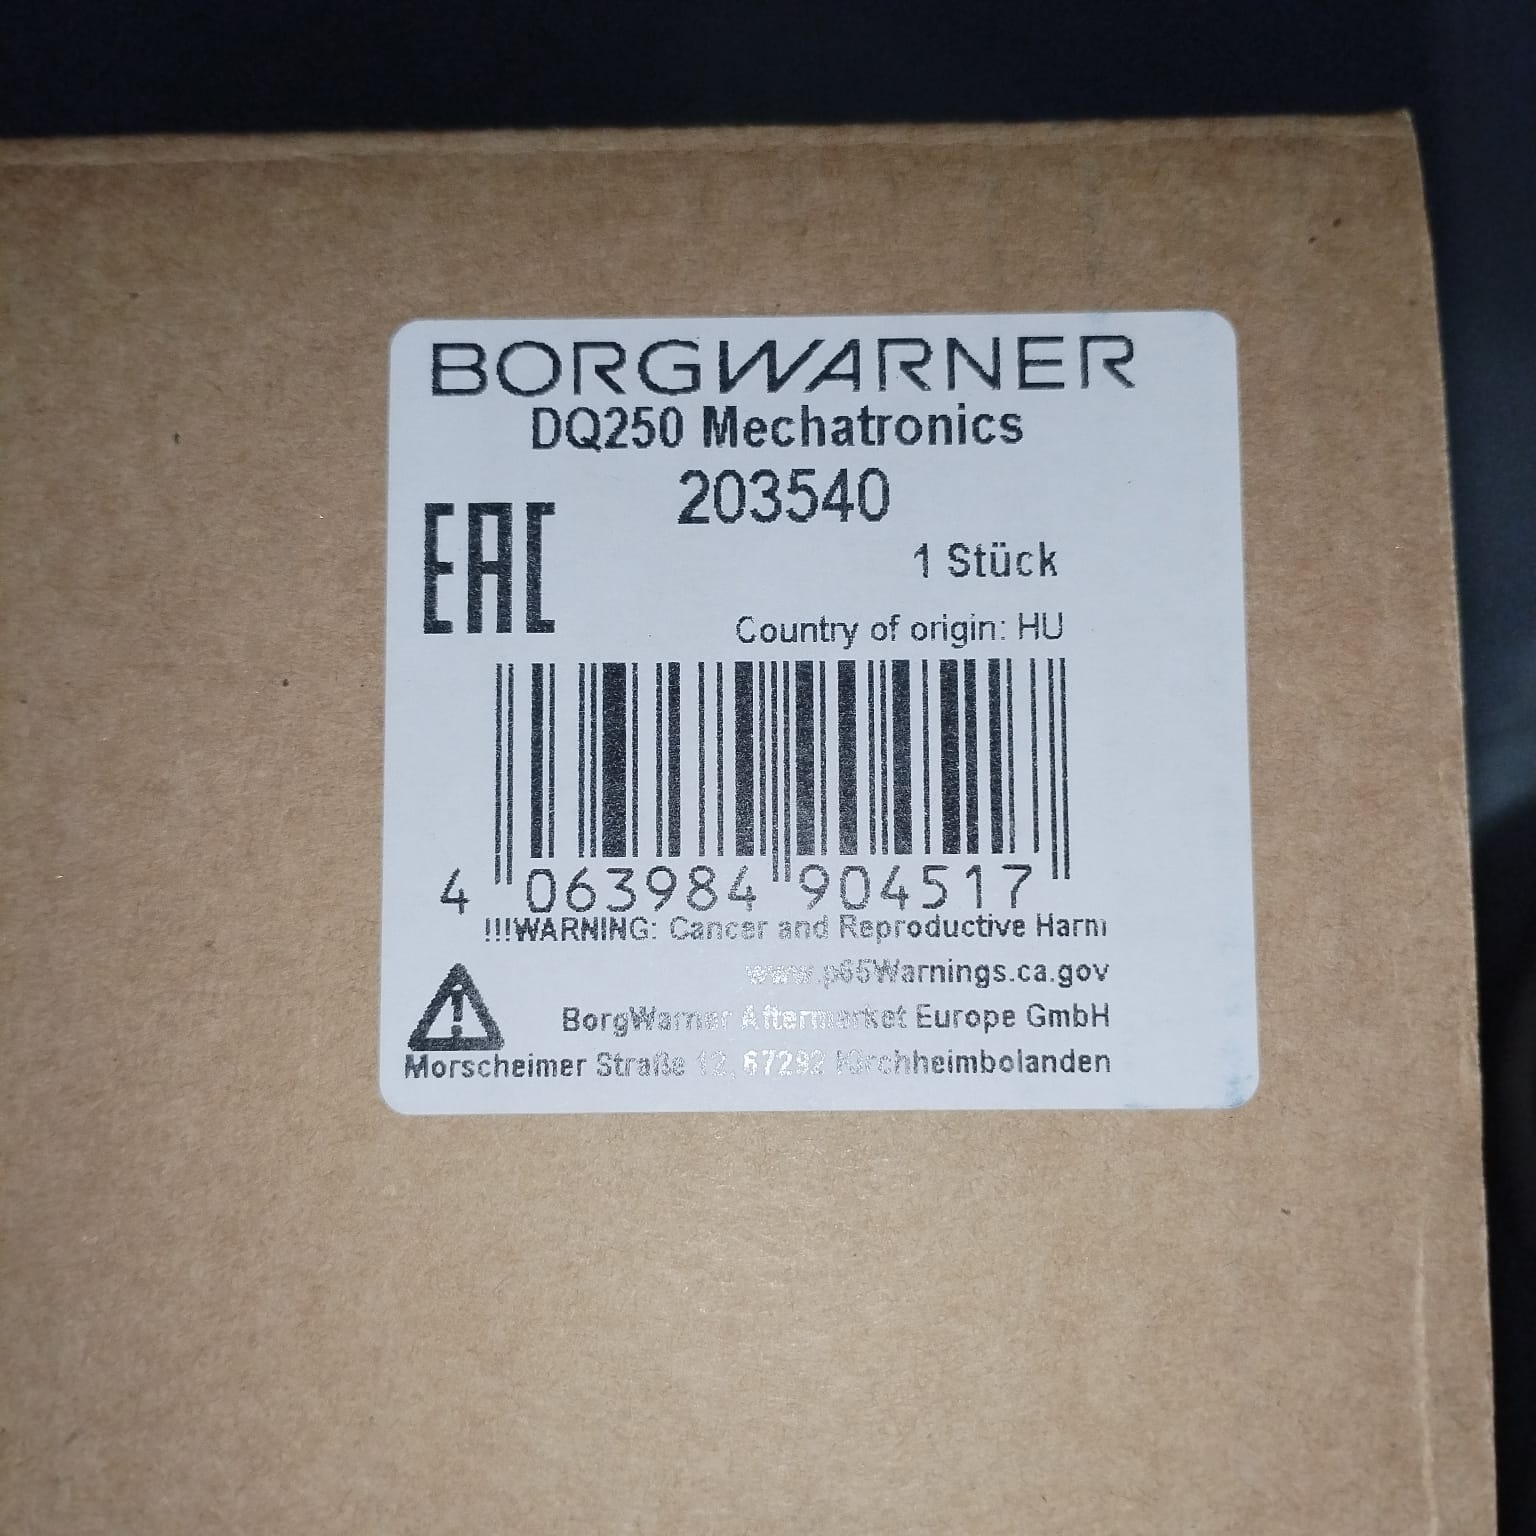 BORGWARNER
DQ250 Mechatronics
203540
EAC
1 Stück
Country of origin: HU
4 063984 904517
!!!WARNING: Cancer and Reproductive Harm
www.p65Warnings.ca.gov
BorgWarner Aftermarket Europe GmbH
Morscheimer Straße 12, 67292 Kirchheimbolanden